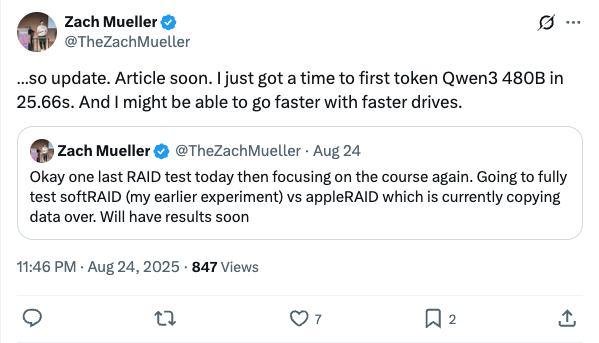 Zach Mueller
@TheZachMueller
...so update. Article soon. I just got a time to first token Qwen3 480B in
25.66s. And I might be able to go faster with faster drives.
Zach Mueller @TheZachMueller · Aug 24
Okay one last RAID test today then focusing on the course again. Going to fully
test softRAID (my earlier experiment) vs appleRAID which is currently copying
data over. Will have results soon
11:46 PM · Aug 24, 2025 · 847 Views
7
2